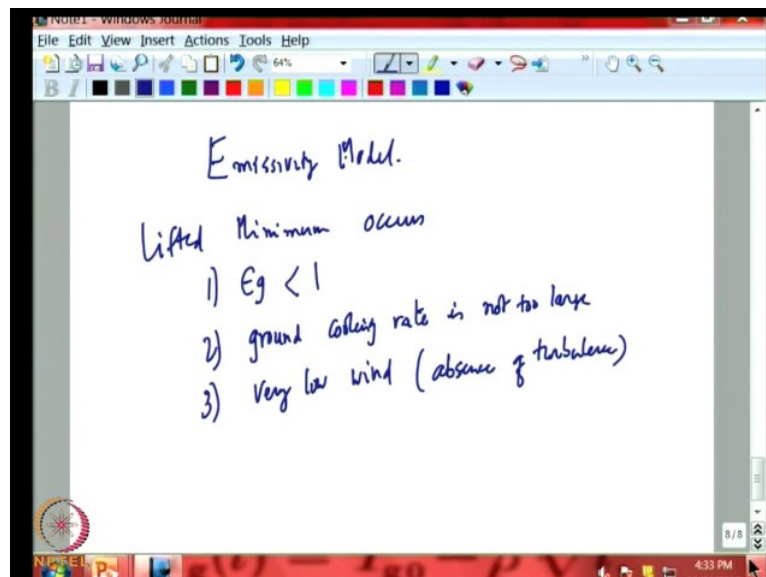 Note1 - Windows Journal
File Edit View Insert Actions Tools Help
64%
B I
Emissivity Model.
Lifted Minimum occurs
1) Eg < 1
2) ground cooling rate is not too large
3) Very low wind (absence of turbulence)
8/8
NPTEL
4:33 PM